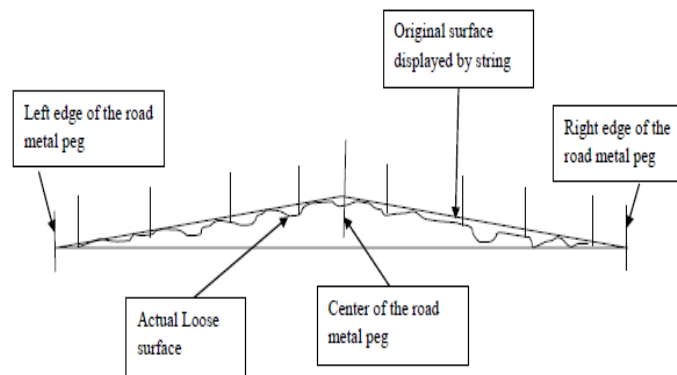 Original surface
displayed by string
Left edge of the road
metal peg
Right edge of the
road metal peg
Actual Loose
surface
Center of the road
metal peg